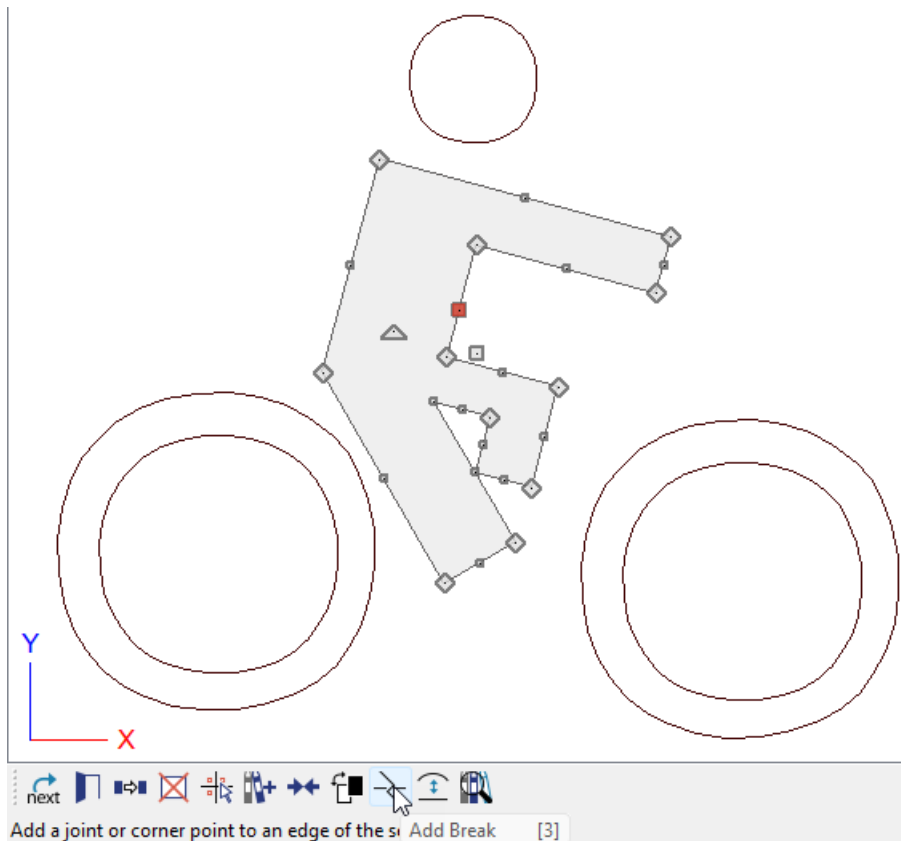 Y
X
next
Add a joint or corner point to an edge of the s
Add Break [3]